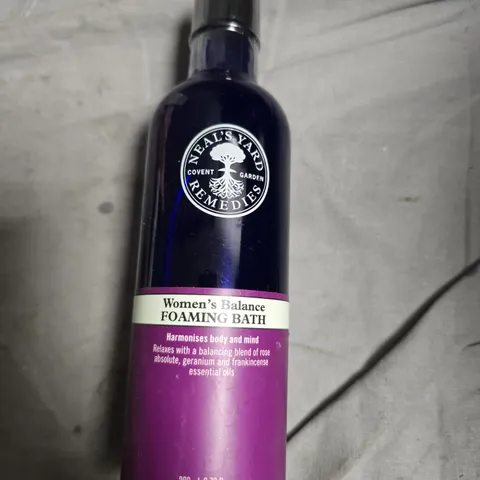 NEAL'S YARD
COVENT GARDEN
REMEDIES
Women's Balance
FOAMING BATH
Harmonises body and mind
Relaxes with a balancing blend of rose
absolute, geranium and frankincense
essential oils